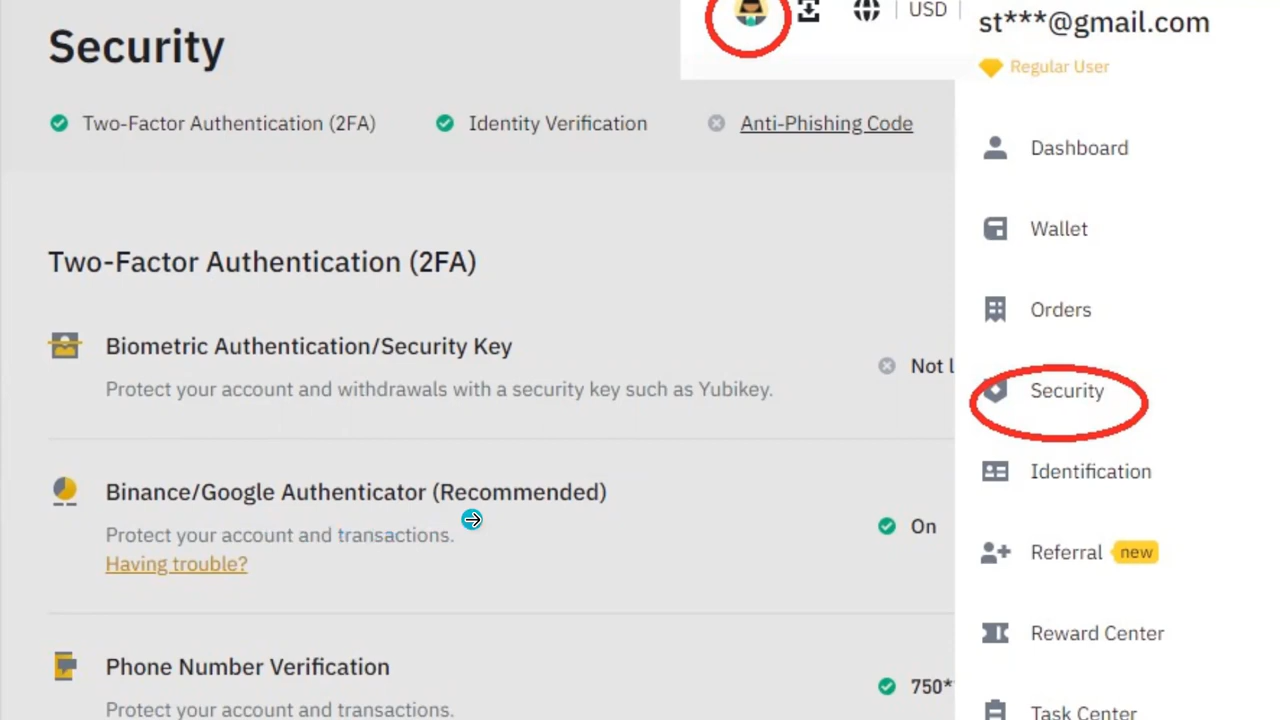 Security
Two-Factor Authentication (2FA)
Identity Verification
Anti-Phishing Code
Two-Factor Authentication (2FA)
Biometric Authentication/Security Key
Protect your account and withdrawals with a security key such as Yubikey.
Not l
Binance/Google Authenticator (Recommended)
Protect your account and transactions.
Having trouble?
On
Phone Number Verification
Protect your account and transactions.
750*
USD
st***@gmail.com
Regular User
Dashboard
Wallet
Orders
Security
Identification
Referral new
Reward Center
Task Center